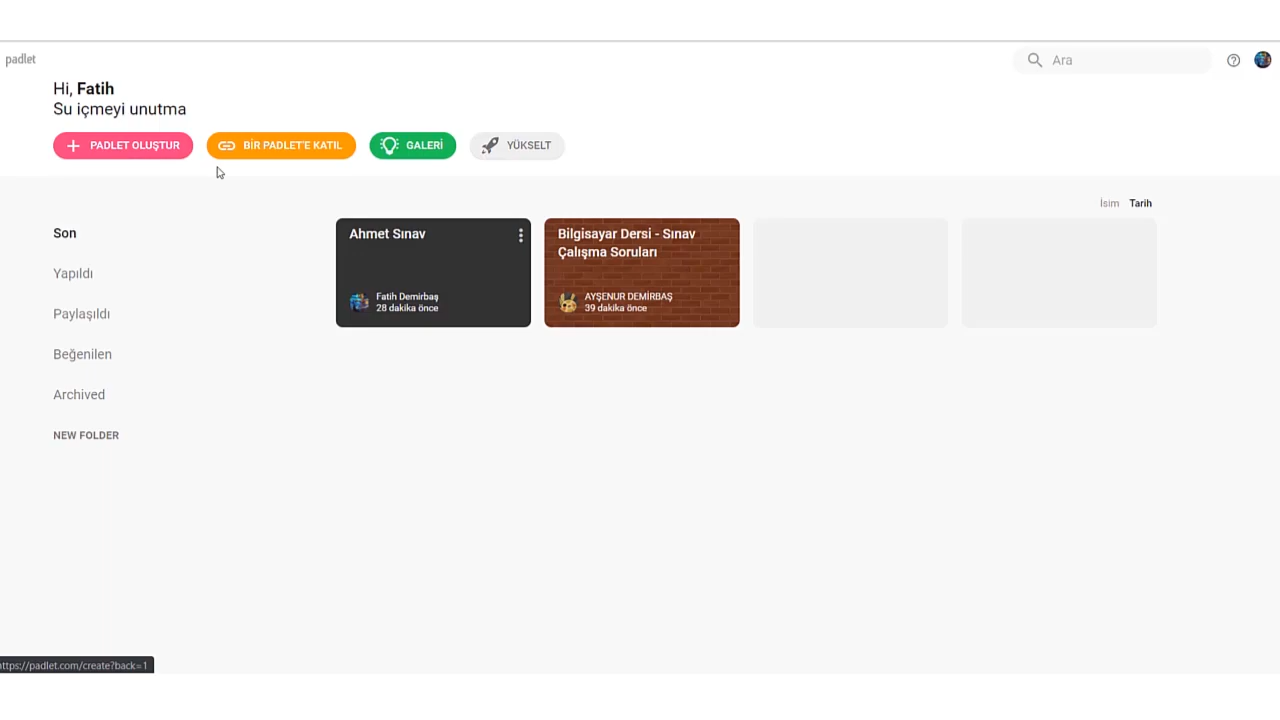 padlet
Ara
Hi, Fatih
Su içmeyi unutma
PADLET OLUŞTUR
BİR PADLET'E KATIL
GALERİ
YÜKSELT
İsim
Tarih
Son
Yapıldı
Paylaşıldı
Beğenilen
Archived
NEW FOLDER
Ahmet Sınav
Fatih Demirbaş
28 dakika önce
Bilgisayar Dersi - Sınav
Çalışma Soruları
AYŞENUR DEMİRBAŞ
39 dakika önce
https://padlet.com/create?back=1